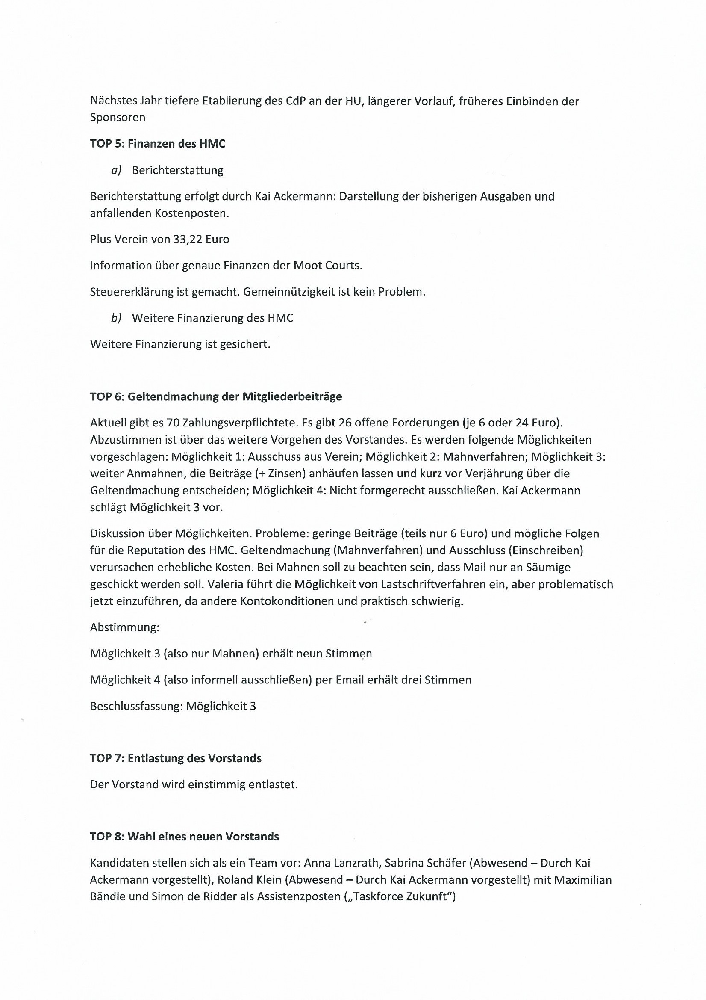 Nächstes Jahr tiefere Etablierung des CdP an der HU, längerer Vorlauf, früheres Einbinden der
Sponsoren
TOP 5: Finanzen des HMC
a) Berichterstattung
Berichterstattung erfolgt durch Kai Ackermann: Darstellung der bisherigen Ausgaben und
anfallenden Kostenposten.
Plus Verein von 33,22 Euro
Information über genaue Finanzen der Moot Courts.
Steuererklärung ist gemacht. Gemeinnützigkeit ist kein Problem.
b) Weitere Finanzierung des HMC
Weitere Finanzierung ist gesichert.
TOP 6: Geltendmachung der Mitgliederbeiträge
Aktuell gibt es 70 Zahlungsverpflichtete. Es gibt 26 offene Forderungen (je 6 oder 24 Euro).
Abzustimmen ist über das weitere Vorgehen des Vorstandes. Es werden folgende Möglichkeiten
vorgeschlagen: Möglichkeit 1: Ausschuss aus Verein; Möglichkeit 2: Mahnverfahren; Möglichkeit 3:
weiter Anmahnen, die Beiträge (+ Zinsen) anhäufen lassen und kurz vor Verjährung über die
Geltendmachung entscheiden; Möglichkeit 4: Nicht formgerecht ausschließen. Kai Ackermann
schlägt Möglichkeit 3 vor.
Diskussion über Möglichkeiten. Probleme: geringe Beiträge (teils nur 6 Euro) und mögliche Folgen
für die Reputation des HMC. Geltendmachung (Mahnverfahren) und Ausschluss (Einschreiben)
verursachen erhebliche Kosten. Bei Mahnen soll zu beachten sein, dass Mail nur an Säumige
geschickt werden soll. Valeria führt die Möglichkeit von Lastschriftverfahren ein, aber problematisch
jetzt einzuführen, da andere Kontokonditionen und praktisch schwierig.
Abstimmung:
Möglichkeit 3 (also nur Mahnen) erhält neun Stimmen
Möglichkeit 4 (also informell ausschließen) per Email erhält drei Stimmen
Beschlussfassung: Möglichkeit 3
TOP 7: Entlastung des Vorstands
Der Vorstand wird einstimmig entlastet.
TOP 8: Wahl eines neuen Vorstands
Kandidaten stellen sich als ein Team vor: Anna Lanzrath, Sabrina Schäfer (Abwesend – Durch Kai
Ackermann vorgestellt), Roland Klein (Abwesend – Durch Kai Ackermann vorgestellt) mit Maximilian
Bändle und Simon de Ridder als Assistenzposten („Taskforce Zukunft“)